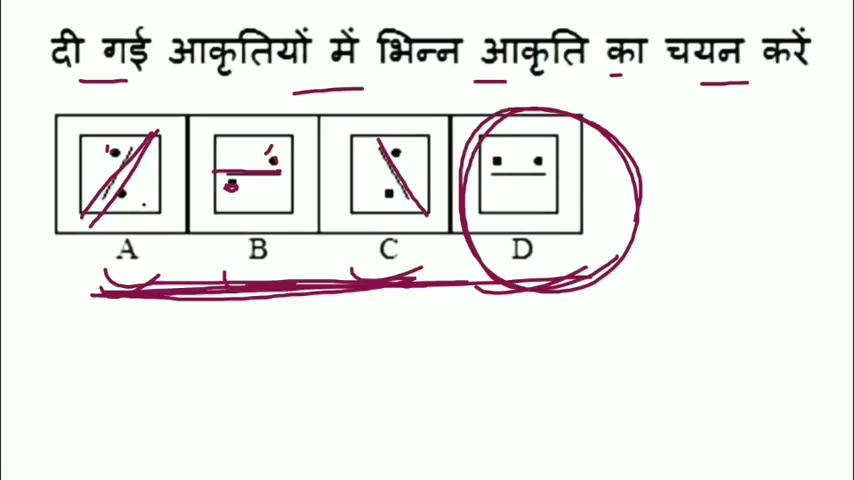 दी गई आकृतियों में भिन्न आकृति का चयन करें
A B C D